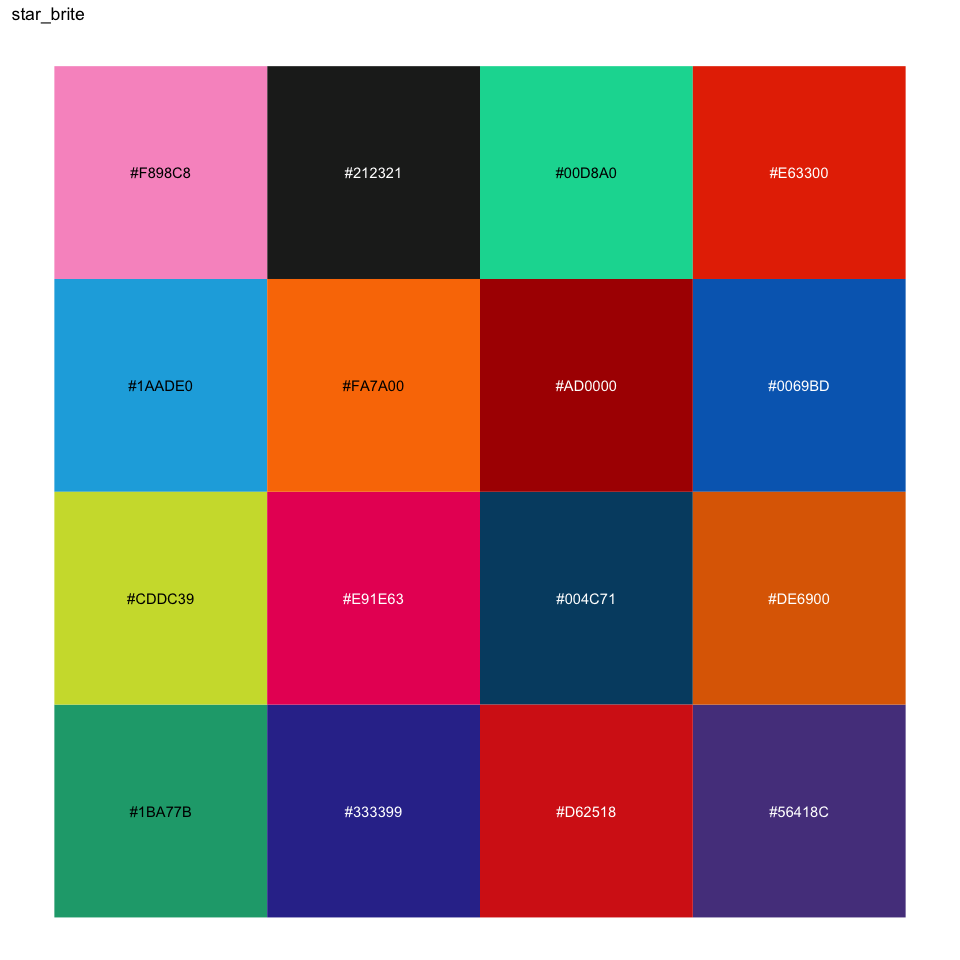 star_brite
#F898C8 #212321 #00D8A0 #E63300
#1AADE0 #FA7A00 #AD0000 #0069BD
#CDDC39 #E91E63 #004C71 #DE6900
#1BA77B #333399 #D62518 #56418C